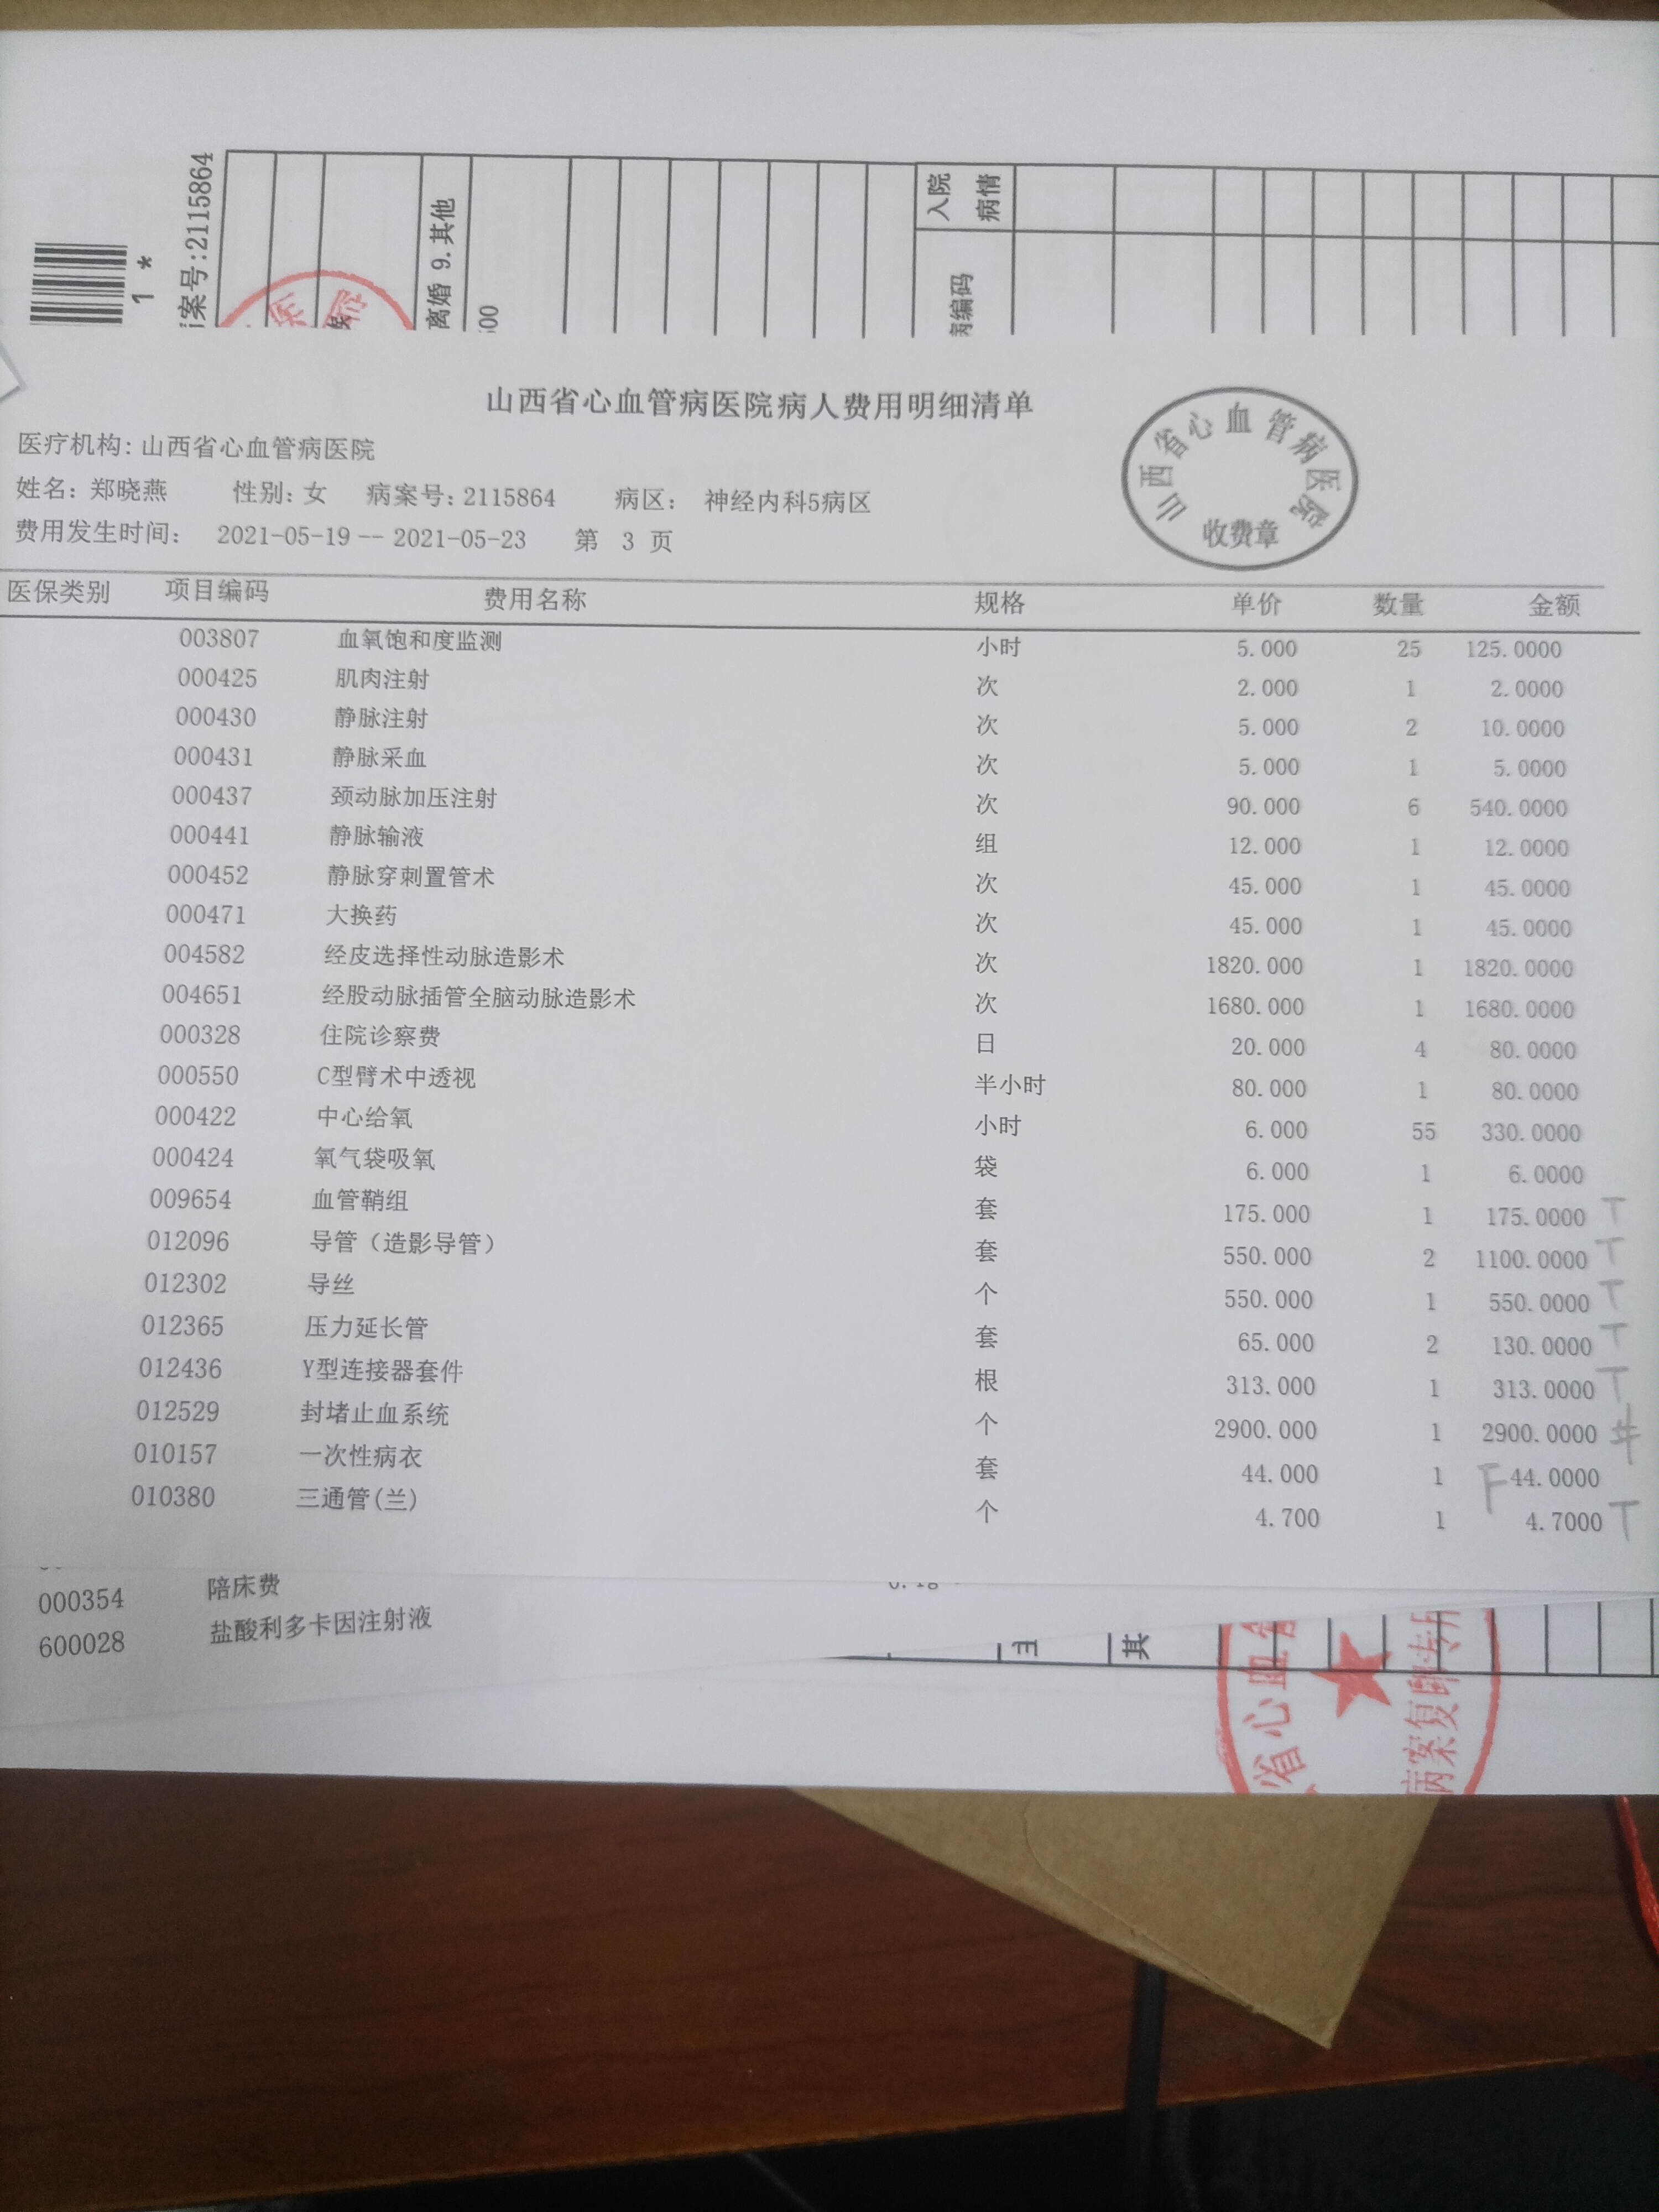 1 *
案号:2115864
医 院
离婚 9.其他
入院
病情
病编码
山西省心血管病医院病人费用明细清单
山西省心血管病医院
收费章
医疗机构: 山西省心血管病医院
姓名: 郑晓燕 性别: 女 病案号: 2115864 病区: 神经内科5病区
费用发生时间: 2021-05-19 -- 2021-05-23 第 3 页
医保类别 项目编码 费用名称 规格 单价 数量 金额
003807 血氧饱和度监测 小时 5.000 25 125.0000
000425 肌肉注射 次 2.000 1 2.0000
000430 静脉注射 次 5.000 2 10.0000
000431 静脉采血 次 5.000 1 5.0000
000437 颈动脉加压注射 次 90.000 6 540.0000
000441 静脉输液 组 12.000 1 12.0000
000452 静脉穿刺置管术 次 45.000 1 45.0000
000471 大换药 次 45.000 1 45.0000
004582 经皮选择性动脉造影术 次 1820.000 1 1820.0000
004651 经股动脉插管全脑动脉造影术 次 1680.000 1 1680.0000
000328 住院诊察费 日 20.000 4 80.0000
000550 C型臂术中透视 半小时 80.000 1 80.0000
000422 中心给氧 小时 6.000 55 330.0000
000424 氧气袋吸氧 袋 6.000 1 6.0000
009654 血管鞘组 套 175.000 1 175.0000 T
012096 导管（造影导管） 套 550.000 2 1100.0000 T
012302 导丝 个 550.000 1 550.0000 T
012365 压力延长管 套 65.000 2 130.0000 T
012436 Y型连接器套件 根 313.000 1 313.0000 T
012529 封堵止血系统 个 2900.000 1 2900.0000
010157 一次性病衣 套 44.000 1 F 44.0000
010380 三通管(兰) 个 4.700 1 4.7000 T
000354 陪床费
600028 盐酸利多卡因注射液
其
省心血管
病案复印专用